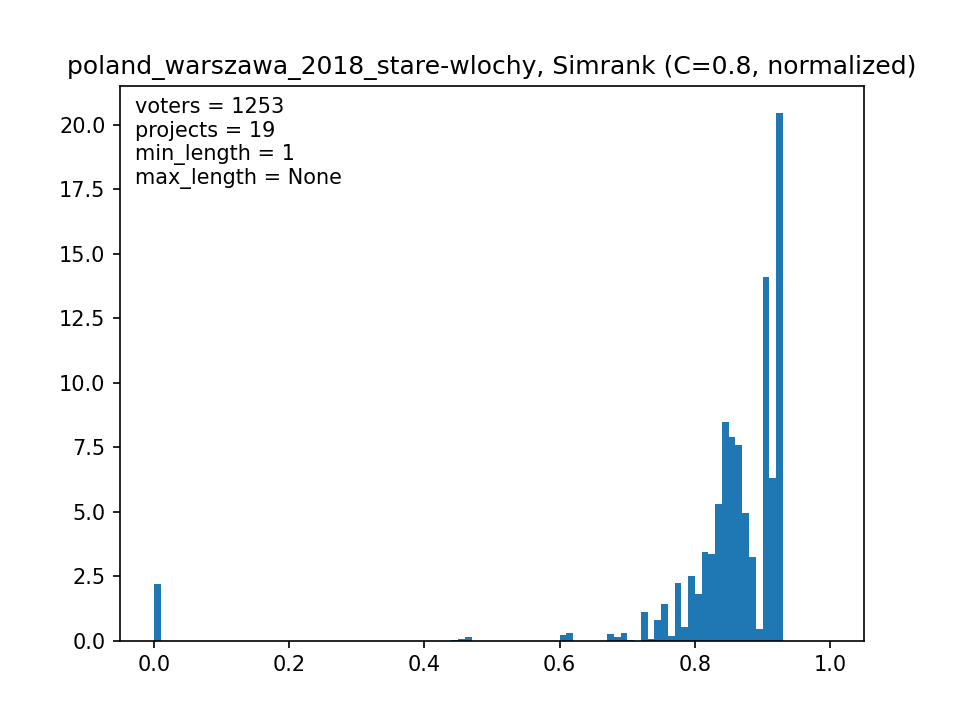 poland_warszawa_2018_stare-wlochy, Simrank (C=0.8, normalized)
voters = 1253
projects = 19
min_length = 1
max_length = None
20.0
17.5
15.0
12.5
10.0
7.5
5.0
2.5
0.0
0.0 0.2 0.4 0.6 0.8 1.0